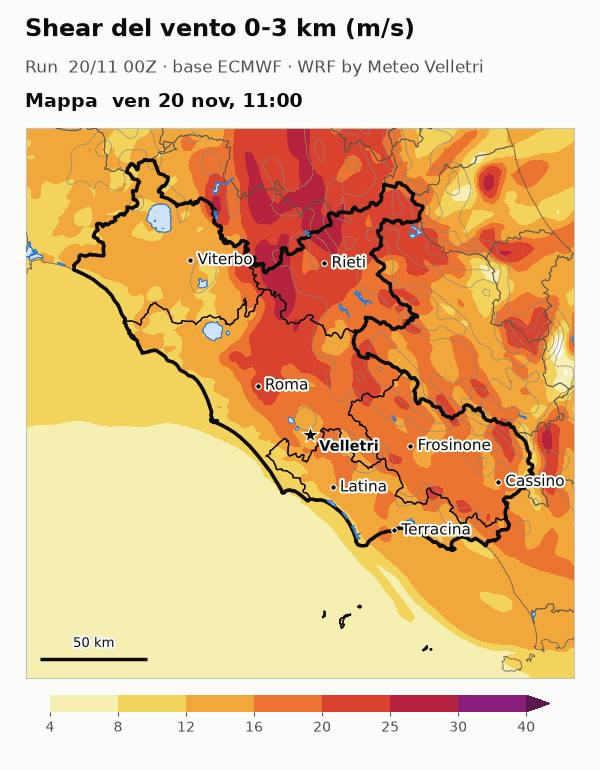 Shear del vento 0-3 km (m/s)
Run  20/11 00Z · base ECMWF · WRF by Meteo Velletri
Mappa  ven 20 nov, 11:00
Viterbo
Rieti
Roma
Velletri
Frosinone
Cassino
Latina
Terracina
50 km
4 8 12 16 20 25 30 40